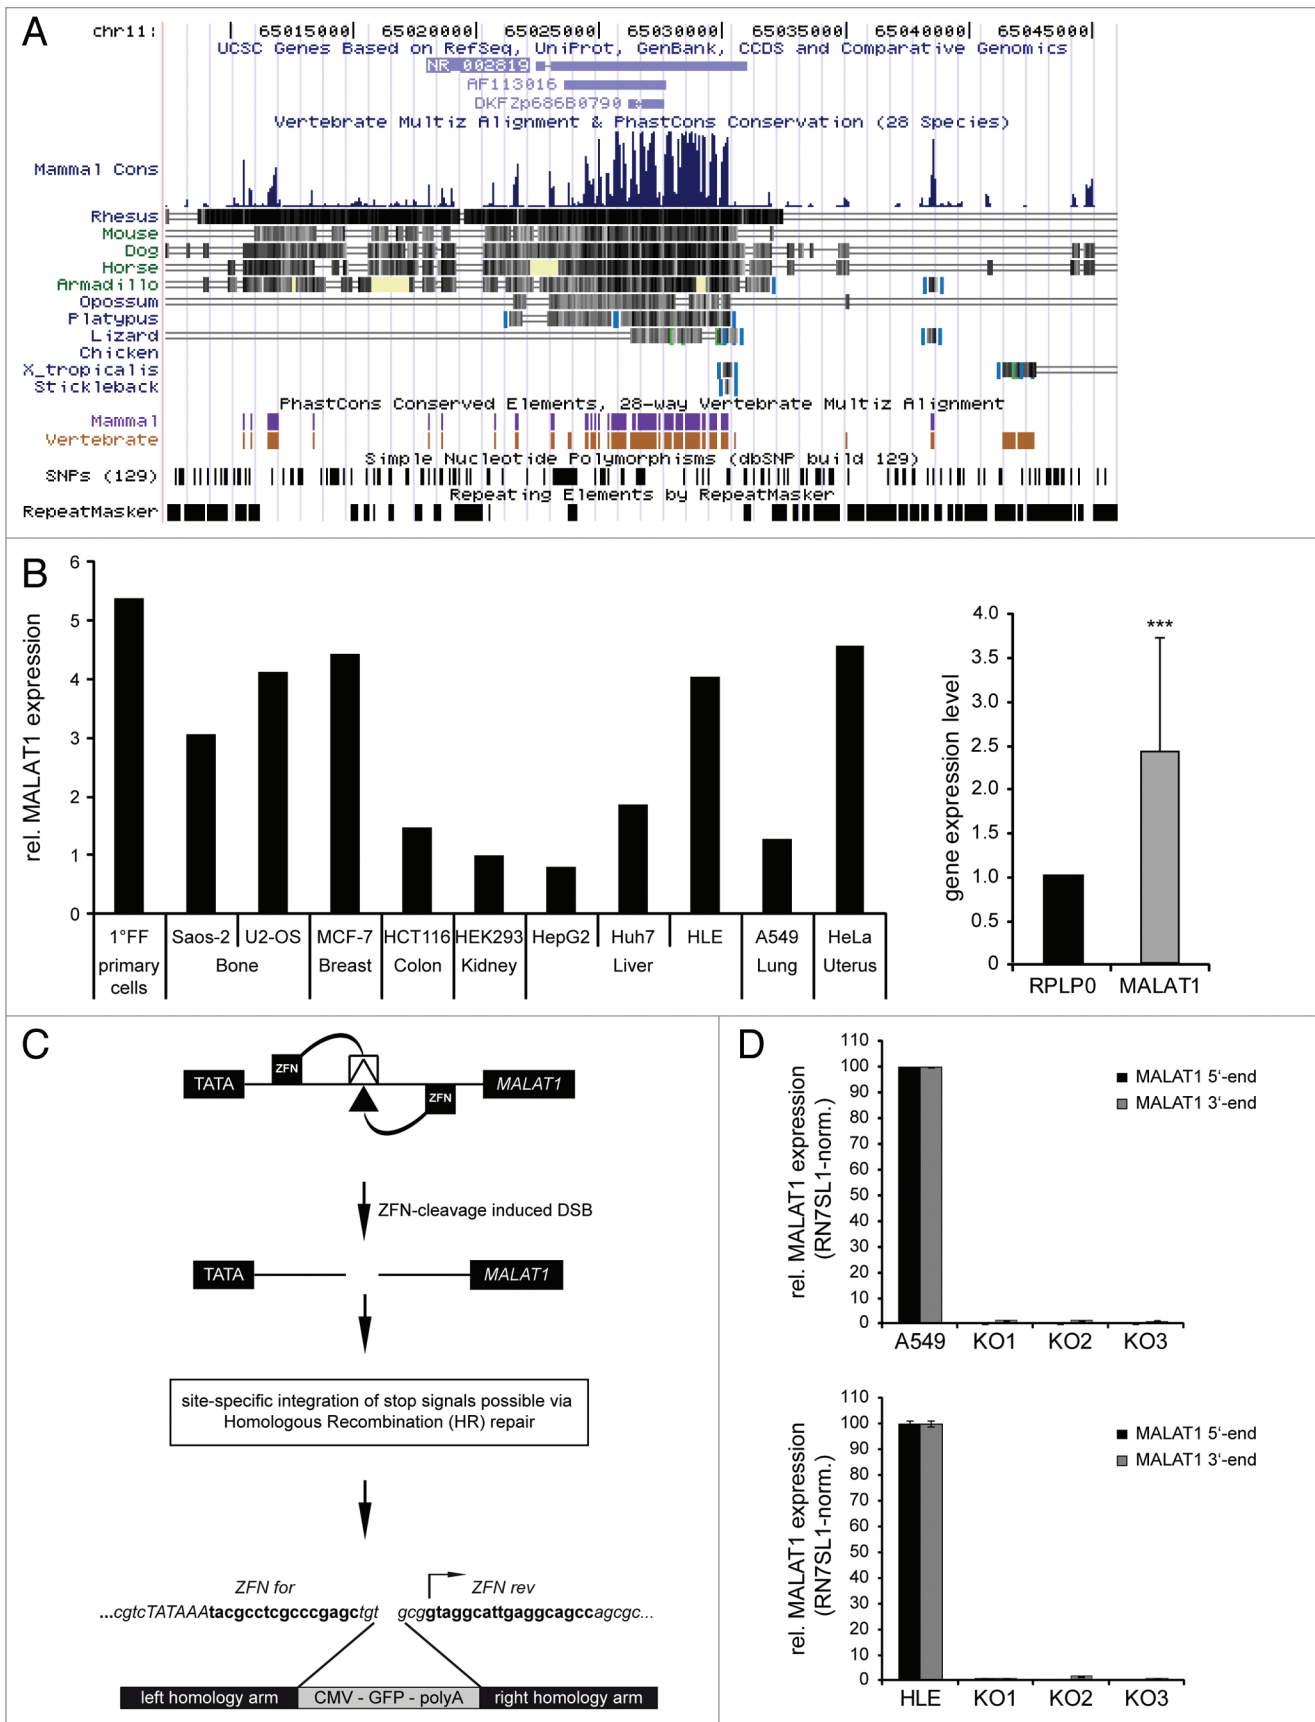 A
chr11: 65015000 65020000 65025000 65030000 65035000 65040000 65045000
UCSC Genes Based on RefSeq, UniProt, GenBank, CCDS and Comparative Genomics
NR_002819
AF113016
DKFZp686B0790
Vertebrate Multiz Alignment & PhastCons Conservation (28 Species)
Mammal Cons
Rhesus
Mouse
Dog
Horse
Armadillo
Opossum
Platypus
Lizard
Chicken
X_tropicalis
Stickleback
PhastCons Conserved Elements, 28-way Vertebrate Multiz Alignment
Mammal
Vertebrate
Simple Nucleotide Polymorphisms (dbSNP build 129)
SNPs (129)
Repeating Elements by RepeatMasker
RepeatMasker
B
rel. MALAT1 expression
6
5
4
3
2
1
0
1°FF Saos-2 U2-OS MCF-7 HCT116 HEK293 HepG2 Huh7 HLE A549 HeLa
primary cells Bone Breast Colon Kidney Liver Lung Uterus
gene expression level
4.0
3.5
3.0
2.5
2.0
1.5
1.0
0.5
0
***
RPLP0 MALAT1
C
TATA ZFN ZFN MALAT1
ZFN-cleavage induced DSB
TATA MALAT1
site-specific integration of stop signals possible via
Homologous Recombination (HR) repair
ZFN for ZFN rev
...cgtcTATAAAtacgcctcgcccgagctgt gcggtaggcattgaggcagccagcgc...
left homology arm CMV - GFP - polyA right homology arm
D
rel. MALAT1 expression
(RN7SL1-norm.)
110
100
90
80
70
60
50
40
30
20
10
0
MALAT1 5'-end
MALAT1 3'-end
A549 KO1 KO2 KO3
rel. MALAT1 expression
(RN7SL1-norm.)
110
100
90
80
70
60
50
40
30
20
10
0
MALAT1 5'-end
MALAT1 3'-end
HLE KO1 KO2 KO3